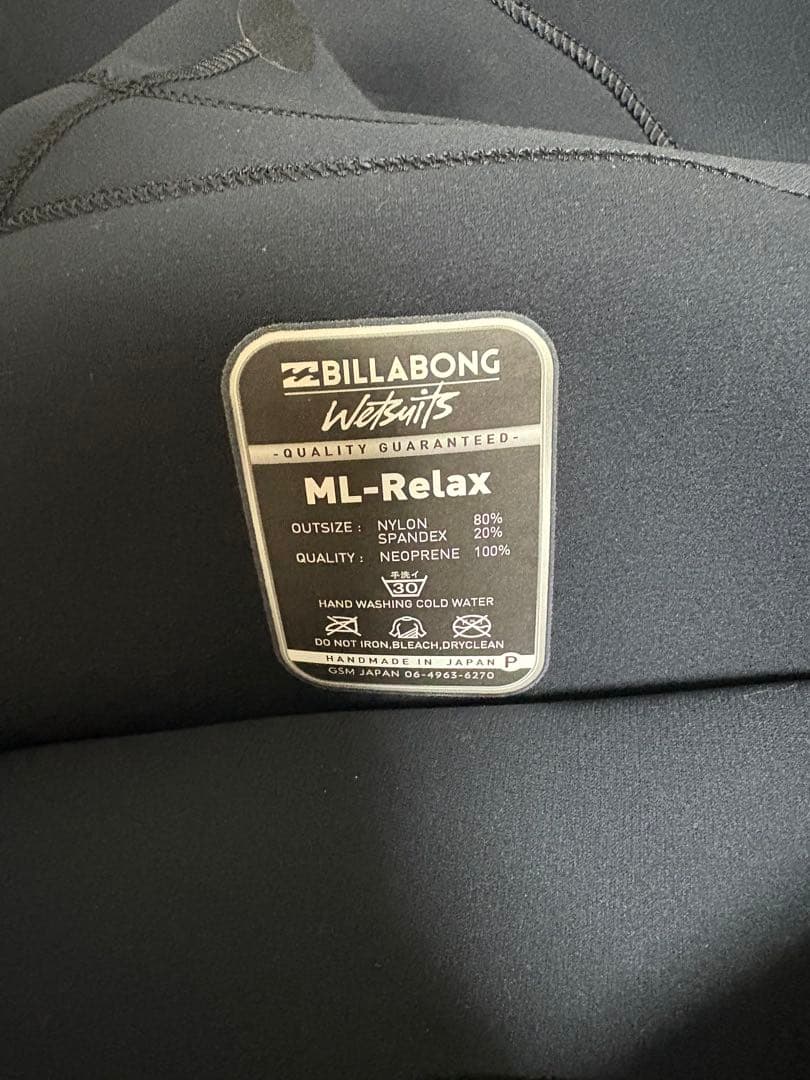 BILLABONG
Wetsuits
-QUALITY GUARANTEED-
ML-Relax
OUTSIZE : NYLON 80%
SPANDEX 20%
QUALITY : NEOPRENE 100%
手洗イ
30
HAND WASHING COLD WATER
DO NOT IRON,BLEACH,DRYCLEAN
HANDMADE IN JAPAN P
GSM JAPAN 06-4963-6270